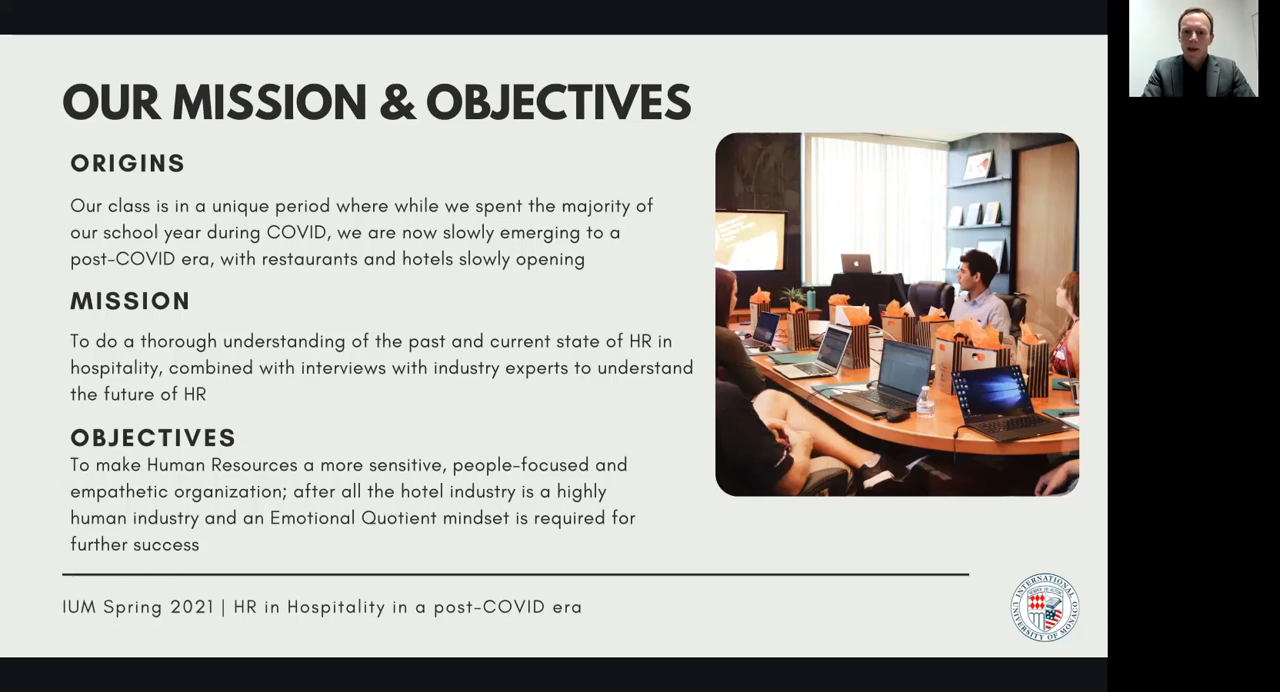 OUR MISSION & OBJECTIVES
ORIGINS
Our class is in a unique period where while we spent the majority of
our school year during COVID, we are now slowly emerging to a
post-COVID era, with restaurants and hotels slowly opening
MISSION
To do a thorough understanding of the past and current state of HR in
hospitality, combined with interviews with industry experts to understand
the future of HR
OBJECTIVES
To make Human Resources a more sensitive, people-focused and
empathetic organization; after all the hotel industry is a highly
human industry and an Emotional Quotient mindset is required for
further success
IUM Spring 2021 | HR in Hospitality in a post-COVID era
INTERNATIONAL UNIVERSITY OF MONACO